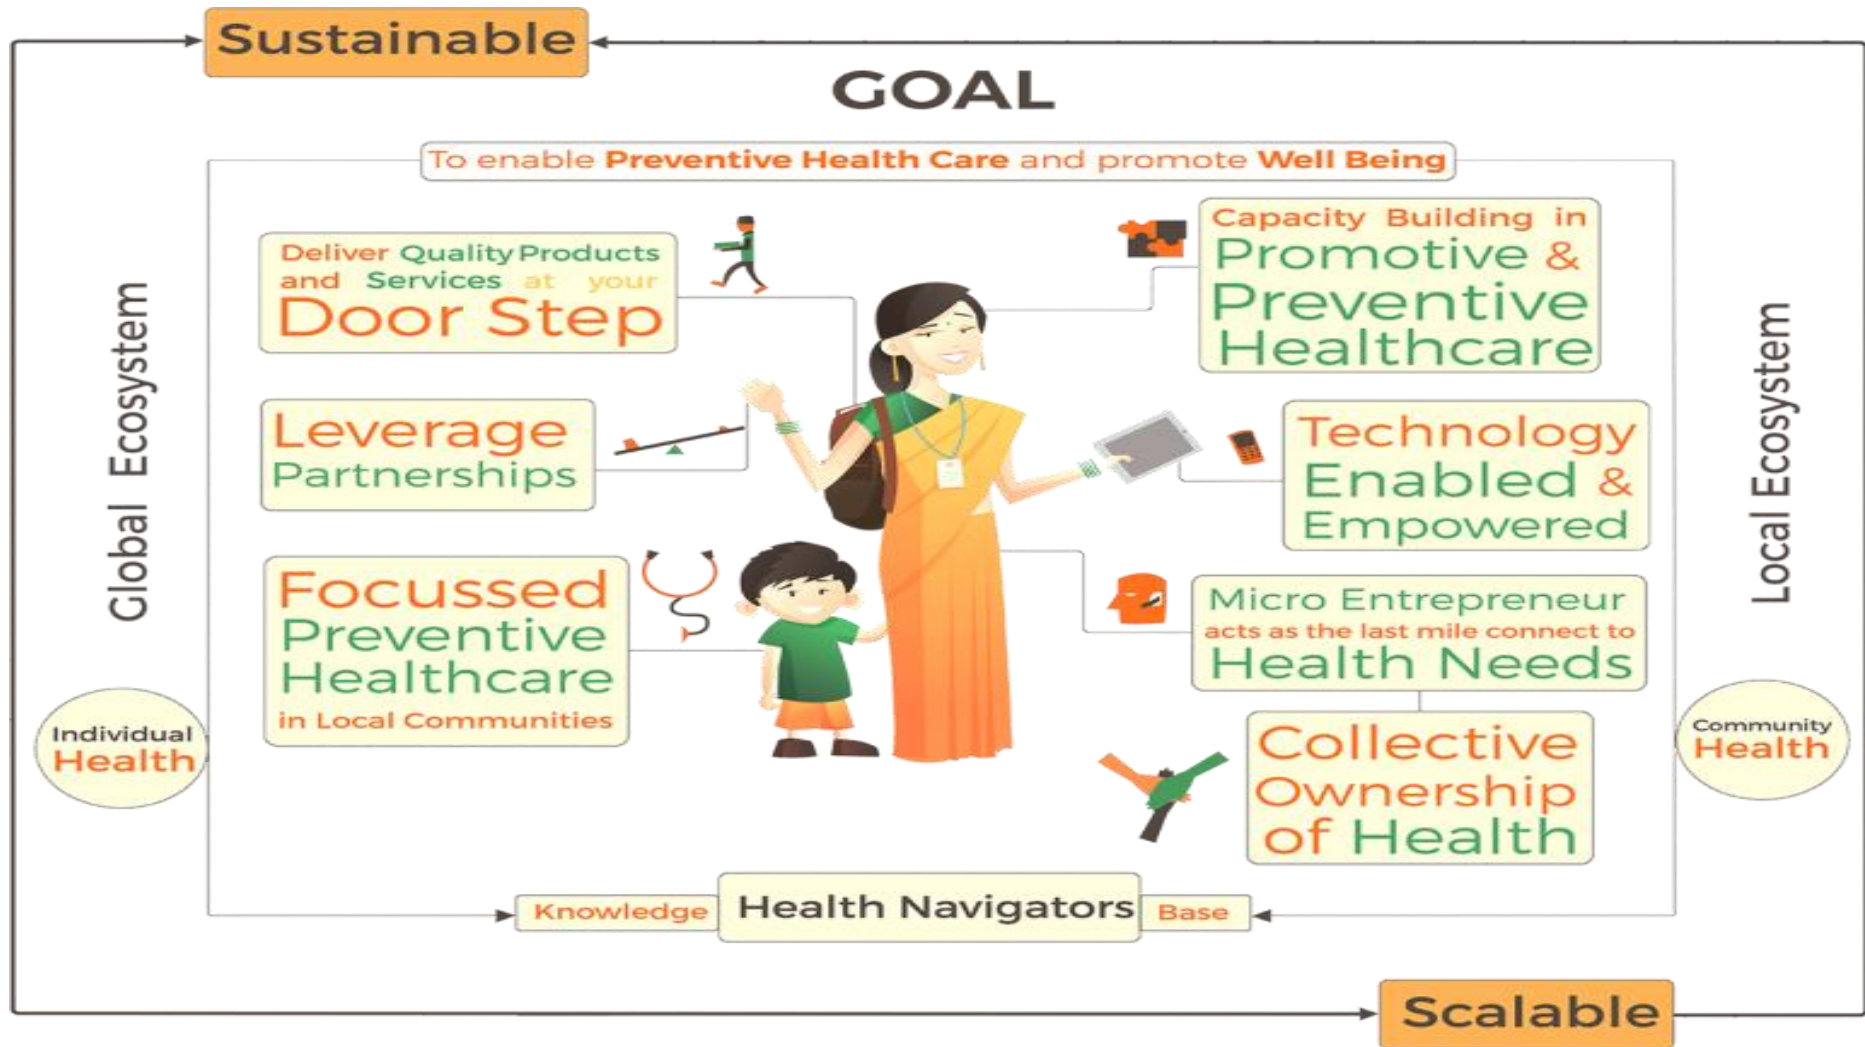 Sustainable
GOAL
To enable Preventive Health Care and promote Well Being
Deliver Quality Products
and Services at your
Door Step
Leverage
Partnerships
Focussed
Preventive
Healthcare
in Local Communities
Capacity Building in
Promotive &
Preventive
Healthcare
Technology
Enabled &
Empowered
Micro Entrepreneur
acts as the last mile connect to
Health Needs
Collective
Ownership
of Health
Global Ecosystem
Local Ecosystem
Individual
Health
Community
Health
Knowledge Health Navigators Base
Scalable